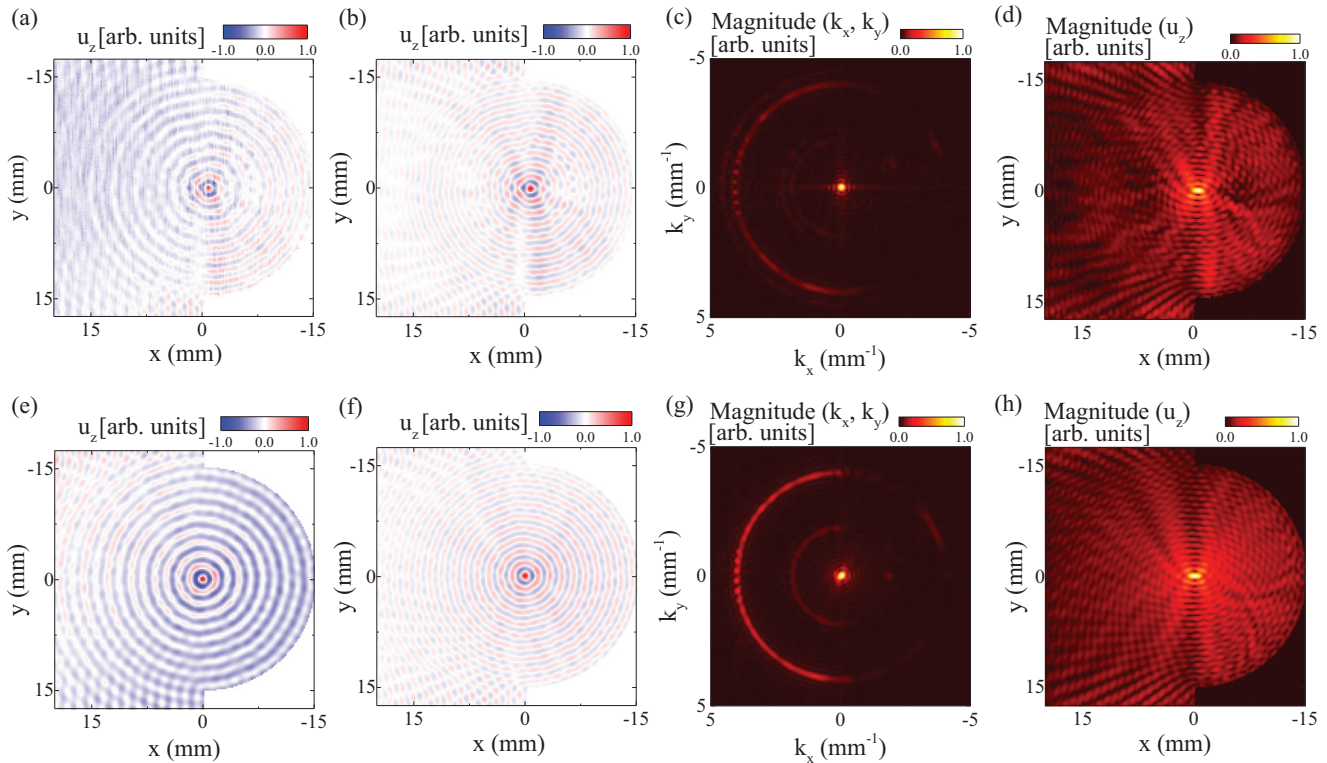 (a)
u_z [arb. units]
-1.0 0.0 1.0
-15
0
15
y (mm)
15 0 -15
x (mm)
(b)
u_z [arb. units]
-1.0 0.0 1.0
-15
0
15
y (mm)
15 0 -15
x (mm)
(c)
Magnitude (k_x, k_y)
[arb. units]
0.0 1.0
-5
0
5
k_y (mm⁻¹)
5 0 -5
k_x (mm⁻¹)
(d)
Magnitude (u_z)
[arb. units]
0.0 1.0
-15
0
15
y (mm)
15 0 -15
x (mm)
(e)
u_z [arb. units]
-1.0 0.0 1.0
-15
0
15
y (mm)
15 0 -15
x (mm)
(f)
u_z [arb. units]
-1.0 0.0 1.0
-15
0
15
y (mm)
15 0 -15
x (mm)
(g)
Magnitude (k_x, k_y)
[arb. units]
0.0 1.0
-5
0
5
k_y (mm⁻¹)
5 0 -5
k_x (mm⁻¹)
(h)
Magnitude (u_z)
[arb. units]
0.0 1.0
-15
0
15
y (mm)
15 0 -15
x (mm)